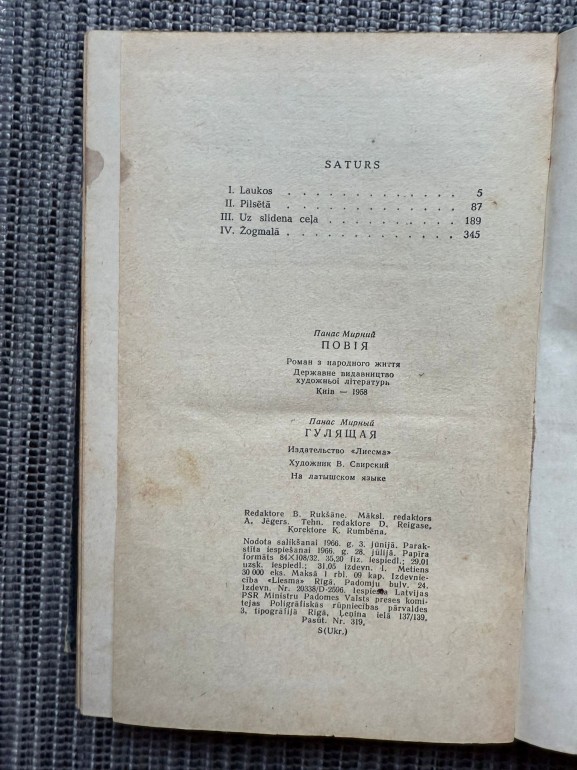 SATURS
I. Laukos . . . . . . . . . . . . . 5
II. Pilsētā . . . . . . . . . . . . . 87
III. Uz slidena ceļa . . . . . . . . . . 189
IV. Žogmalā . . . . . . . . . . . . . 345
Панас Мирний
ПОВІЯ
Роман з народного життя
Державне видавництво
художньої літературь
Київ — 1958
Панас Мирный
ГУЛЯЩАЯ
Издательство «Лиесма»
Художник В. Свирский
На латышском языке
Redaktore B. Rukšāne. Māksl. redaktors
A. Jēgers. Tehn. redaktore D. Reigase,
Korektore K. Rumbēna.
Nodota salikšanai 1966. g. 3. jūnijā. Parak-
stīta iespiešanai 1966. g. 28. jūlijā. Papīra
formāts 84×108/32. 35,20 fiz. iespiedl.; 29,01
uzsk. iespiedl.; 31,05 izdevn. l. Metiens
30 000 eks. Maksā 1 rbl. 09 kap. Izdevnie-
cība «Liesma» Rīgā, Padomju bulv. 24.
Izdevn. Nr. 20338/D-2596. Iespiesta Latvijas
PSR Ministru Padomes Valsts preses komi-
tejas Poligrāfiskās rūpniecības pārvaldes
3. tipogrāfijā Rīgā, Ļeņina ielā 137/139.
Pasūt. Nr. 319.
S(Ukr.)